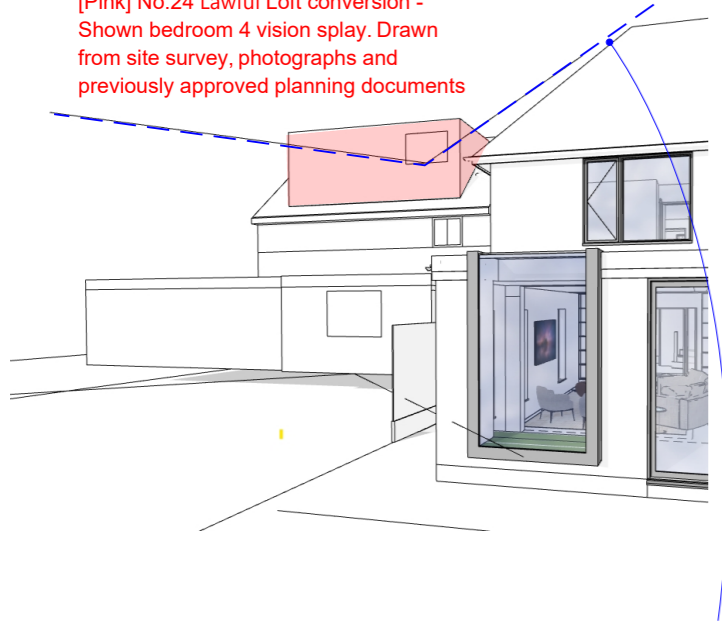 [Pink] No.24 Lawful Loft conversion -
Shown bedroom 4 vision splay. Drawn
from site survey, photographs and
previously approved planning documents